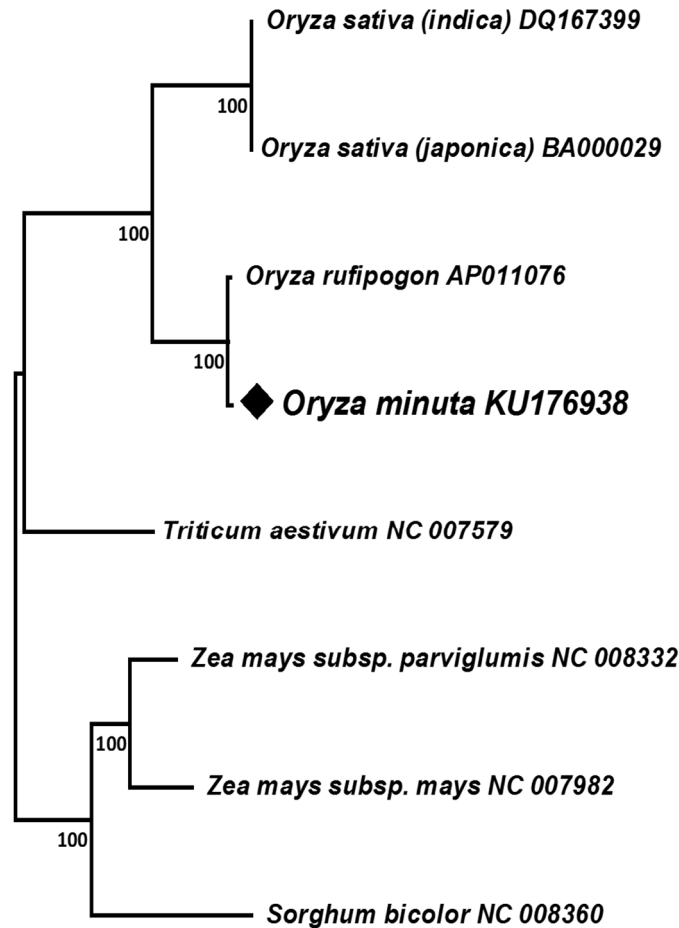 Oryza sativa (indica) DQ167399
100
Oryza sativa (japonica) BA000029
100
Oryza rufipogon AP011076
100
Oryza minuta KU176938
Triticum aestivum NC 007579
Zea mays subsp. parviglumis NC 008332
100
Zea mays subsp. mays NC 007982
100
Sorghum bicolor NC 008360